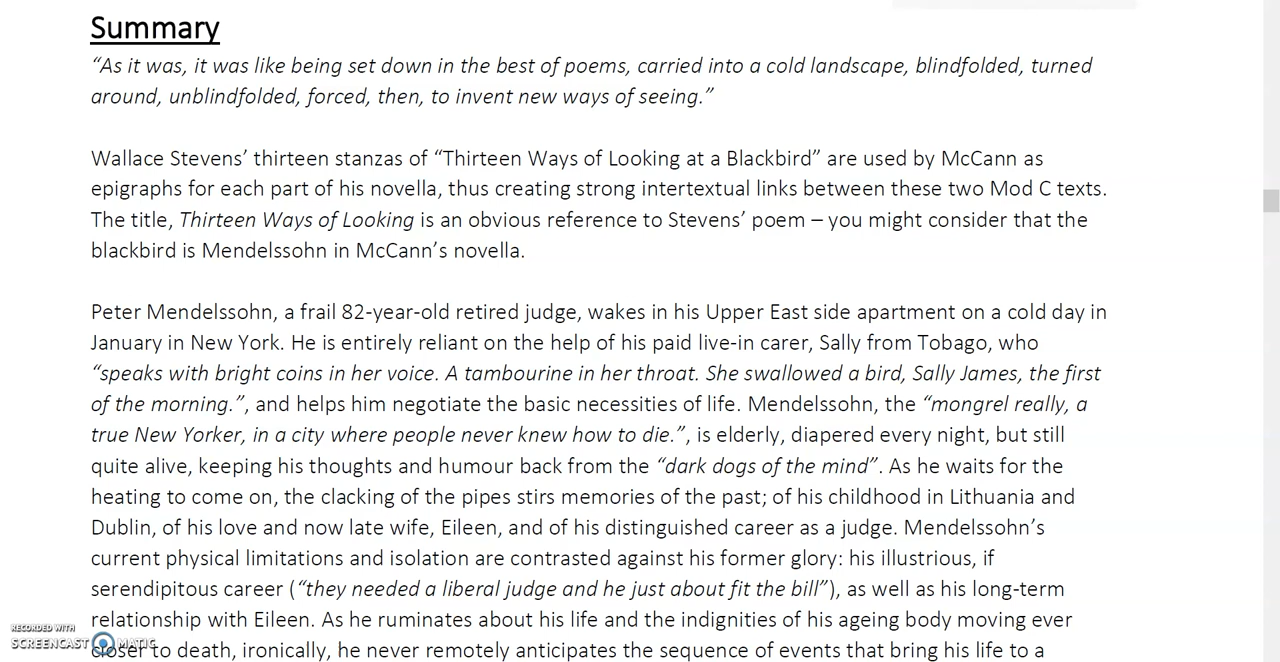 Summary
“As it was, it was like being set down in the best of poems, carried into a cold landscape, blindfolded, turned
around, unblindfolded, forced, then, to invent new ways of seeing.”
Wallace Stevens’ thirteen stanzas of “Thirteen Ways of Looking at a Blackbird” are used by McCann as
epigraphs for each part of his novella, thus creating strong intertextual links between these two Mod C texts.
The title, Thirteen Ways of Looking is an obvious reference to Stevens’ poem – you might consider that the
blackbird is Mendelssohn in McCann’s novella.
Peter Mendelssohn, a frail 82-year-old retired judge, wakes in his Upper East side apartment on a cold day in
January in New York. He is entirely reliant on the help of his paid live-in carer, Sally from Tobago, who
“speaks with bright coins in her voice. A tambourine in her throat. She swallowed a bird, Sally James, the first
of the morning.”, and helps him negotiate the basic necessities of life. Mendelssohn, the “mongrel really, a
true New Yorker, in a city where people never knew how to die.”, is elderly, diapered every night, but still
quite alive, keeping his thoughts and humour back from the “dark dogs of the mind”. As he waits for the
heating to come on, the clacking of the pipes stirs memories of the past; of his childhood in Lithuania and
Dublin, of his love and now late wife, Eileen, and of his distinguished career as a judge. Mendelssohn’s
current physical limitations and isolation are contrasted against his former glory: his illustrious, if
serendipitous career (“they needed a liberal judge and he just about fit the bill”), as well as his long-term
relationship with Eileen. As he ruminates about his life and the indignities of his ageing body moving ever
closer to death, ironically, he never remotely anticipates the sequence of events that bring his life to a
RECORDED WITH
SCREENCAST MATIC